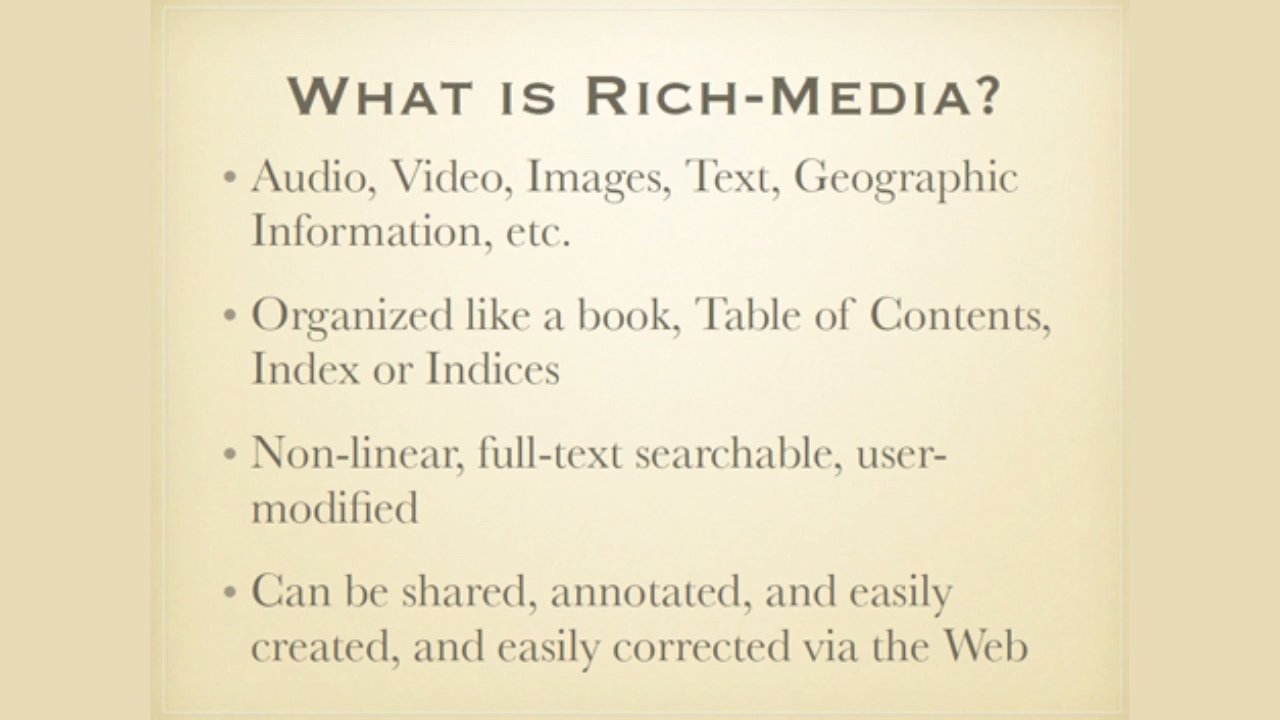 What is Rich-Media?
• Audio, Video, Images, Text, Geographic
Information, etc.
• Organized like a book, Table of Contents,
Index or Indices
• Non-linear, full-text searchable, user-
modified
• Can be shared, annotated, and easily
created, and easily corrected via the Web